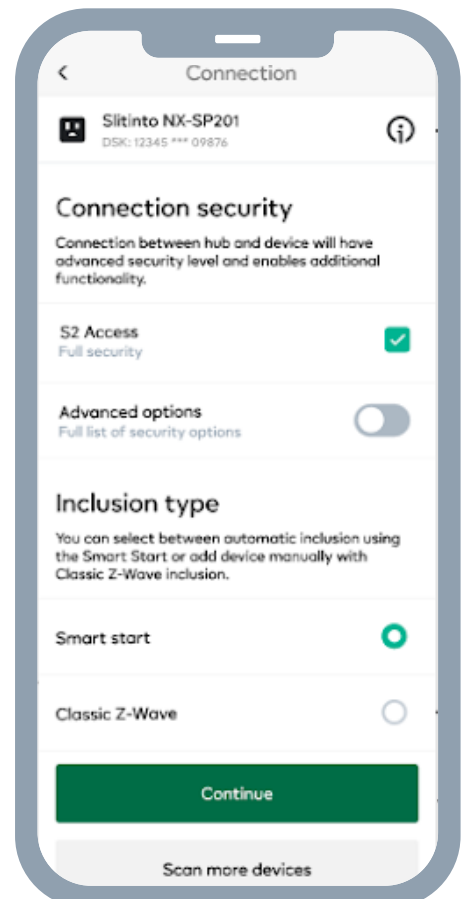 Connection
Slitinto NX-SP201
DSK: 12345 *** 09876
Connection security
Connection between hub and device will have
advanced security level and enables additional
functionality.
S2 Access
Full security
Advanced options
Full list of security options
Inclusion type
You can select between automatic inclusion using
the Smart Start or add device manually with
Classic Z-Wave inclusion.
Smart start
Classic Z-Wave
Continue
Scan more devices